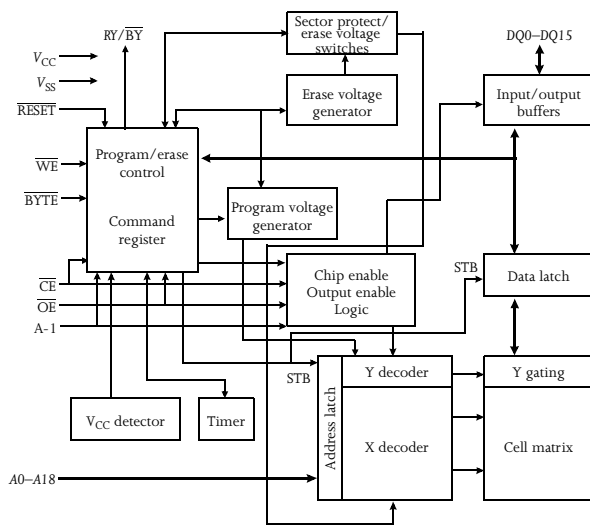 RY/BY
Sector protect/
erase voltage
switches
DQ0–DQ15
VCC
VSS
RESET
Erase voltage
generator
Input/output
buffers
Program/erase
control
WE
BYTE
Command
register
Program voltage
generator
STB
Data latch
Chip enable
Output enable
Logic
CE
OE
A-1
STB
Address latch
Y decoder
Y gating
VCC detector
Timer
X decoder
Cell matrix
A0–A18